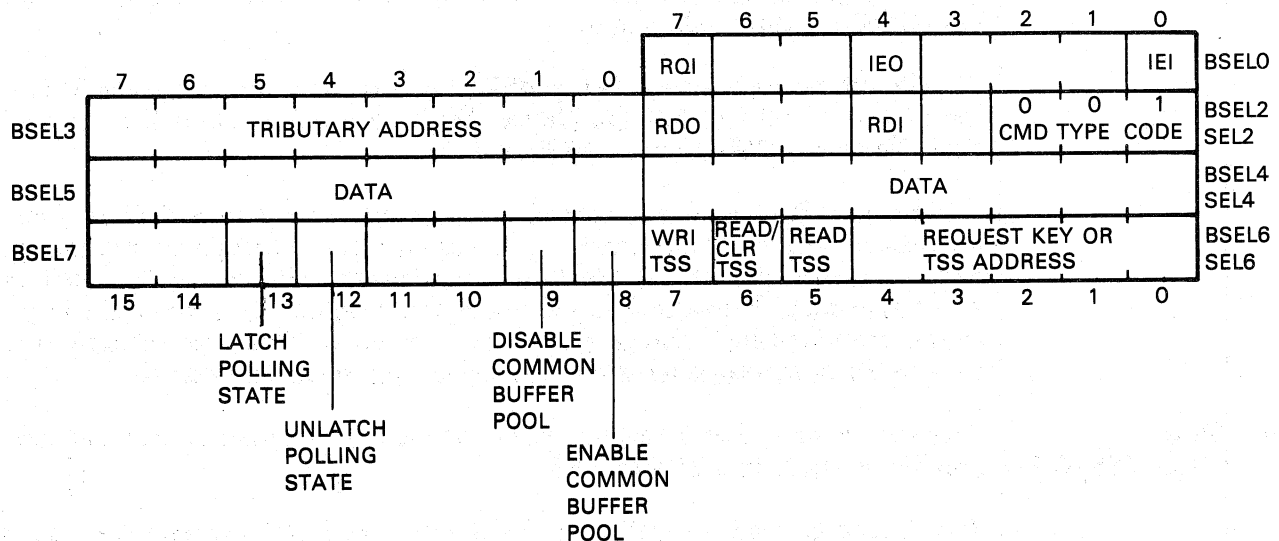 7 6 5 4 3 2 1 0
RQI IEO IEI BSEL0
7 6 5 4 3 2 1 0
BSEL3 TRIBUTARY ADDRESS RDO RDI 0 0 1 BSEL2
CMD TYPE CODE SEL2
BSEL5 DATA DATA BSEL4
SEL4
BSEL7 WRI TSS READ/ CLR TSS READ TSS REQUEST KEY OR TSS ADDRESS BSEL6
SEL6
15 14 13 12 11 10 9 8 7 6 5 4 3 2 1 0
LATCH
POLLING
STATE
UNLATCH
POLLING
STATE
DISABLE
COMMON
BUFFER
POOL
ENABLE
COMMON
BUFFER
POOL